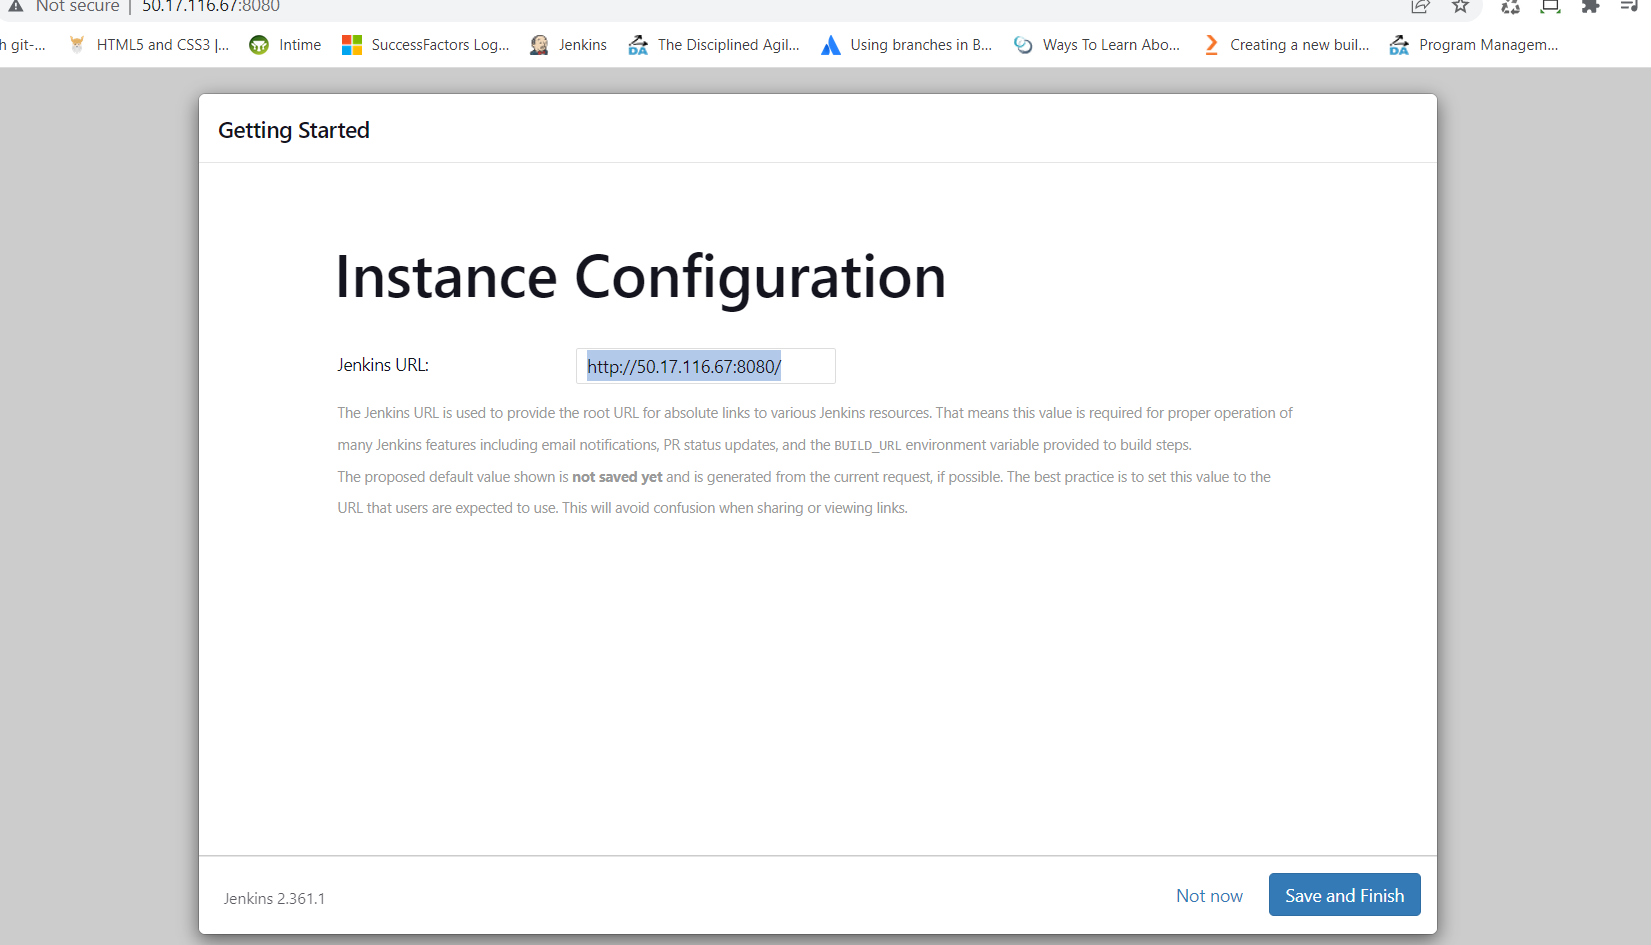 Not secure | 50.17.116.67:8080
h git-... HTML5 and CSS3 |... Intime SuccessFactors Log... Jenkins The Disciplined Agil... Using branches in B... Ways To Learn Abo... Creating a new buil... Program Managem...
Getting Started
Instance Configuration
Jenkins URL: http://50.17.116.67:8080/
The Jenkins URL is used to provide the root URL for absolute links to various Jenkins resources. That means this value is required for proper operation of
many Jenkins features including email notifications, PR status updates, and the BUILD_URL environment variable provided to build steps.
The proposed default value shown is not saved yet and is generated from the current request, if possible. The best practice is to set this value to the
URL that users are expected to use. This will avoid confusion when sharing or viewing links.
Jenkins 2.361.1 Not now Save and Finish